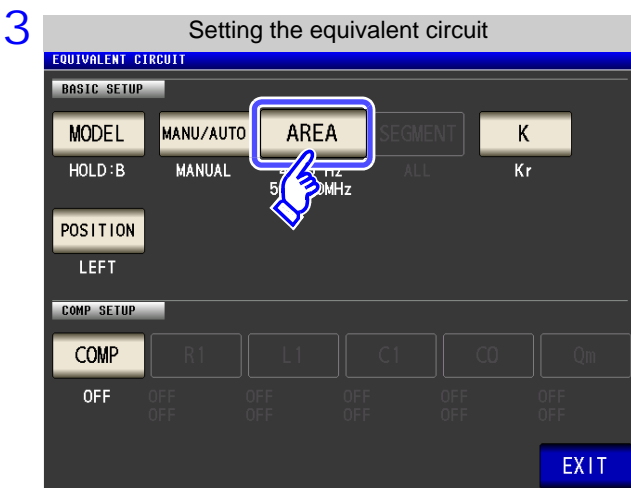 3
Setting the equivalent circuit
EQUIVALENT CIRCUIT
BASIC SETUP
MODEL MANU/AUTO AREA SEGMENT K
HOLD:B MANUAL Hz ALL Kr
MHz
POSITION
LEFT
COMP SETUP
COMP R1 L1 C1 C0 Qm
OFF OFF OFF OFF OFF OFF
OFF OFF OFF OFF OFF
EXIT